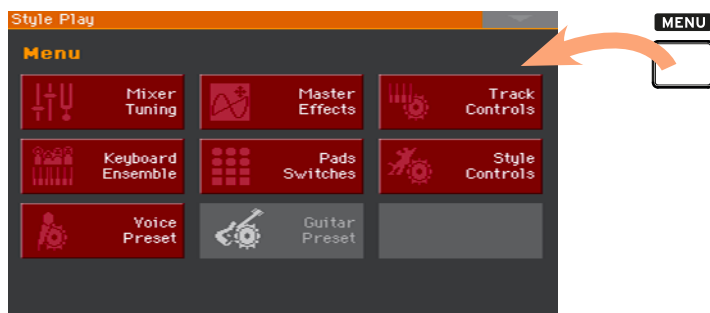 Style Play
MENU
Menu
Mixer
Tuning
Master
Effects
Track
Controls
Keyboard
Ensemble
Pads
Switches
Style
Controls
Voice
Preset
Guitar
Preset